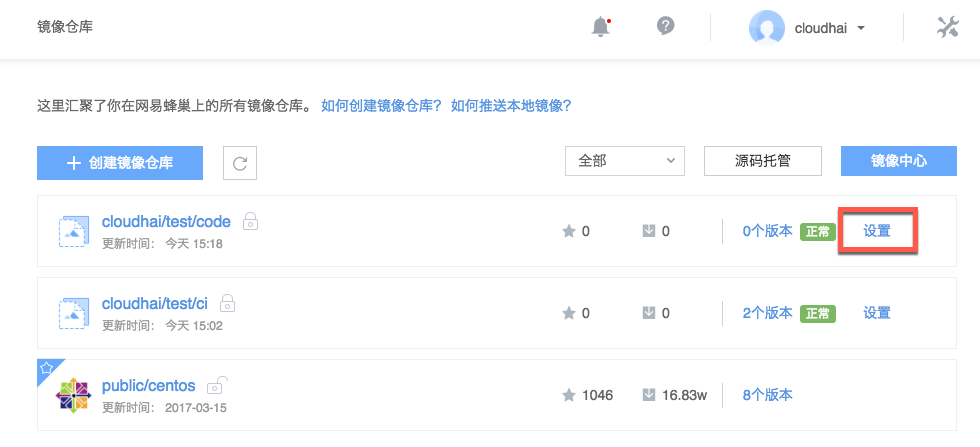 镜像仓库
cloudhai
这里汇聚了你在网易蜂巢上的所有镜像仓库。 如何创建镜像仓库? 如何推送本地镜像?
创建镜像仓库 全部 源码托管 镜像中心
cloudhai/test/code
更新时间： 今天 15:18
0 0 0个版本 正常 设置
cloudhai/test/ci
更新时间： 今天 15:02
0 0 2个版本 正常 设置
public/centos
更新时间： 2017-03-15
1046 16.83w 8个版本